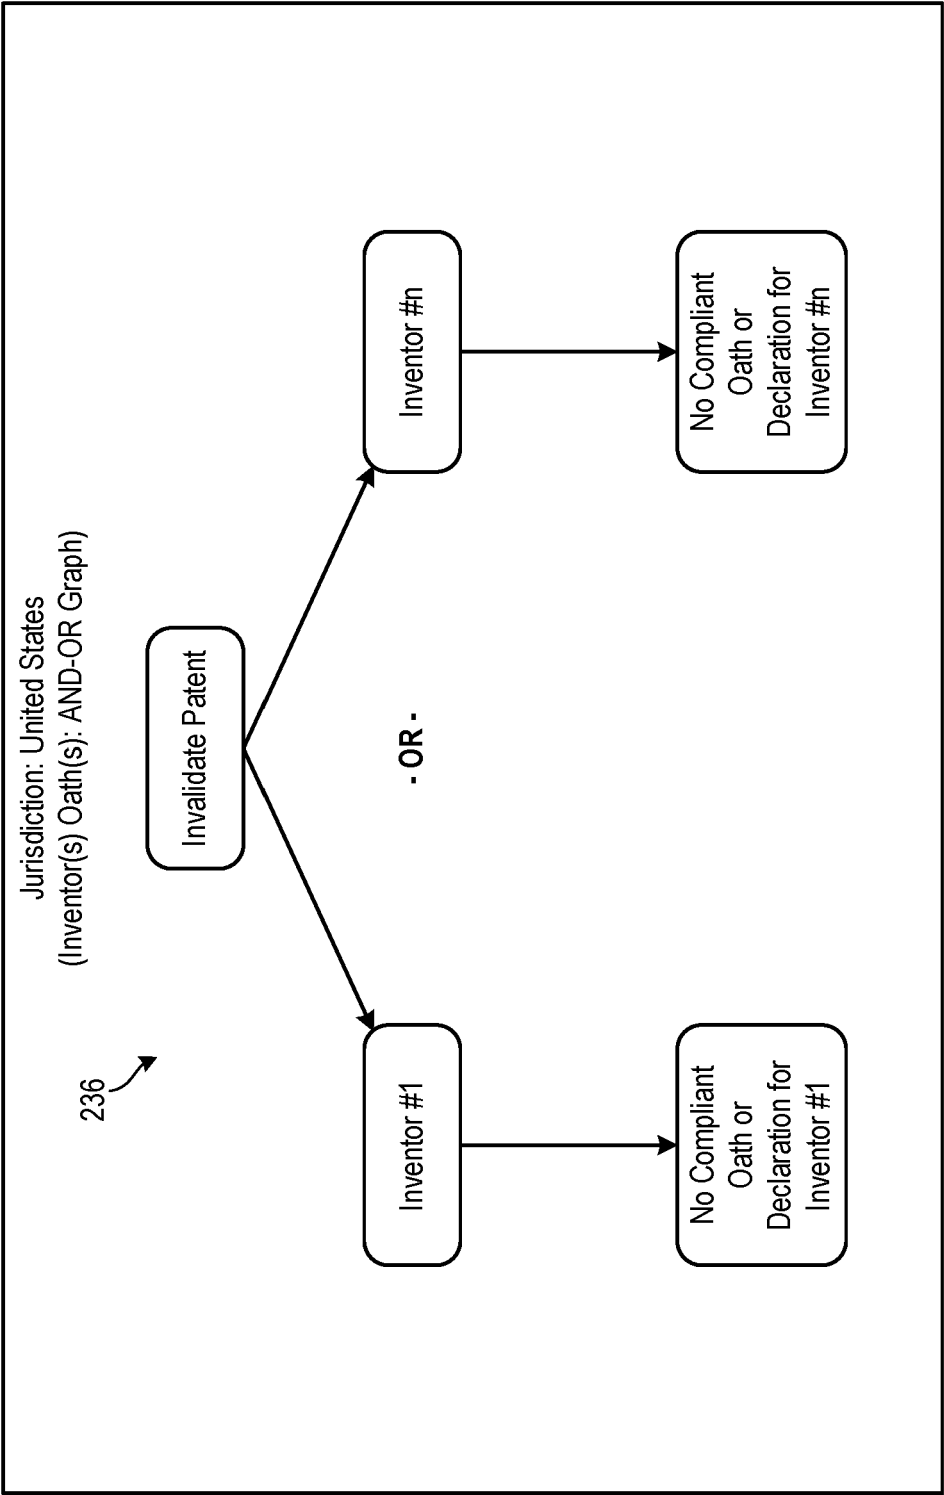 Jurisdiction: United States
(Inventor(s) Oath(s): AND-OR Graph)
236
Invalidate Patent
Inventor #1
- OR -
Inventor #n
No Compliant
Oath or
Declaration for
Inventor #1
No Compliant
Oath or
Declaration for
Inventor #n